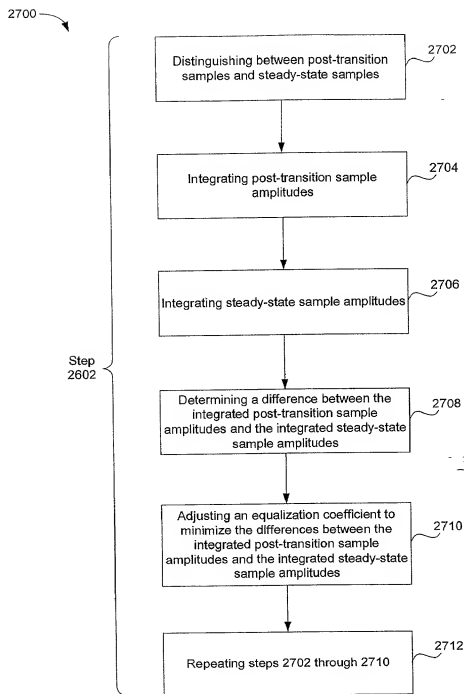 2700
Distinguishing between post-transition
samples and steady-state samples
2702
Integrating post-transition sample
amplitudes
2704
Integrating steady-state sample amplitudes
2706
Step
2602
Determining a difference between the
integrated post-transition sample
amplitudes and the integrated steady-state
sample amplitudes
2708
Adjusting an equalization coefficient to
minimize the differences between the
integrated post-transition sample
amplitudes and the integrated steady-state
sample amplitudes
2710
Repeating steps 2702 through 2710
2712